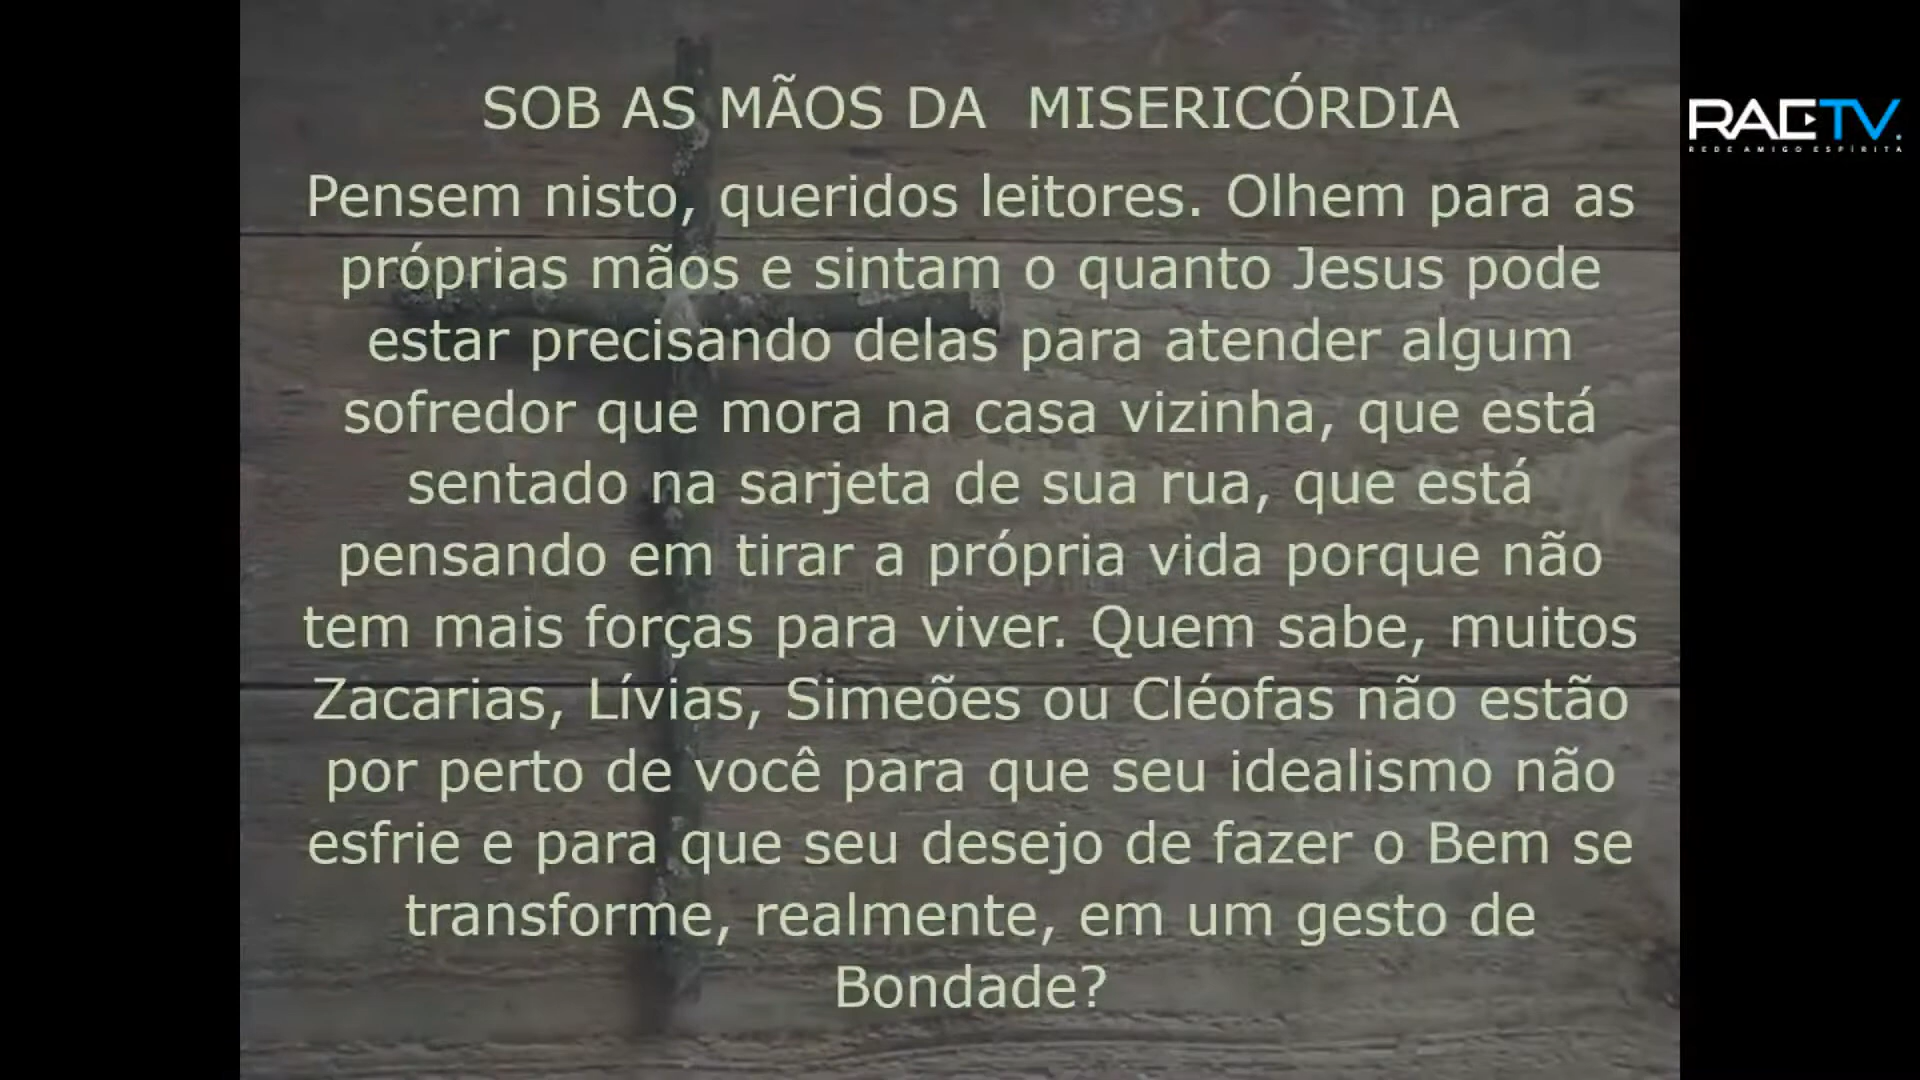 SOB AS MÃOS DA  MISERICÓRDIA
RAETV.
REDE AMIGO ESPÍRITA
Pensem nisto, queridos leitores. Olhem para as
próprias mãos e sintam o quanto Jesus pode
estar precisando delas para atender algum
sofredor que mora na casa vizinha, que está
sentado na sarjeta de sua rua, que está
pensando em tirar a própria vida porque não
tem mais forças para viver. Quem sabe, muitos
Zacarias, Lívias, Simeões ou Cléofas não estão
por perto de você para que seu idealismo não
esfrie e para que seu desejo de fazer o Bem se
transforme, realmente, em um gesto de
Bondade?